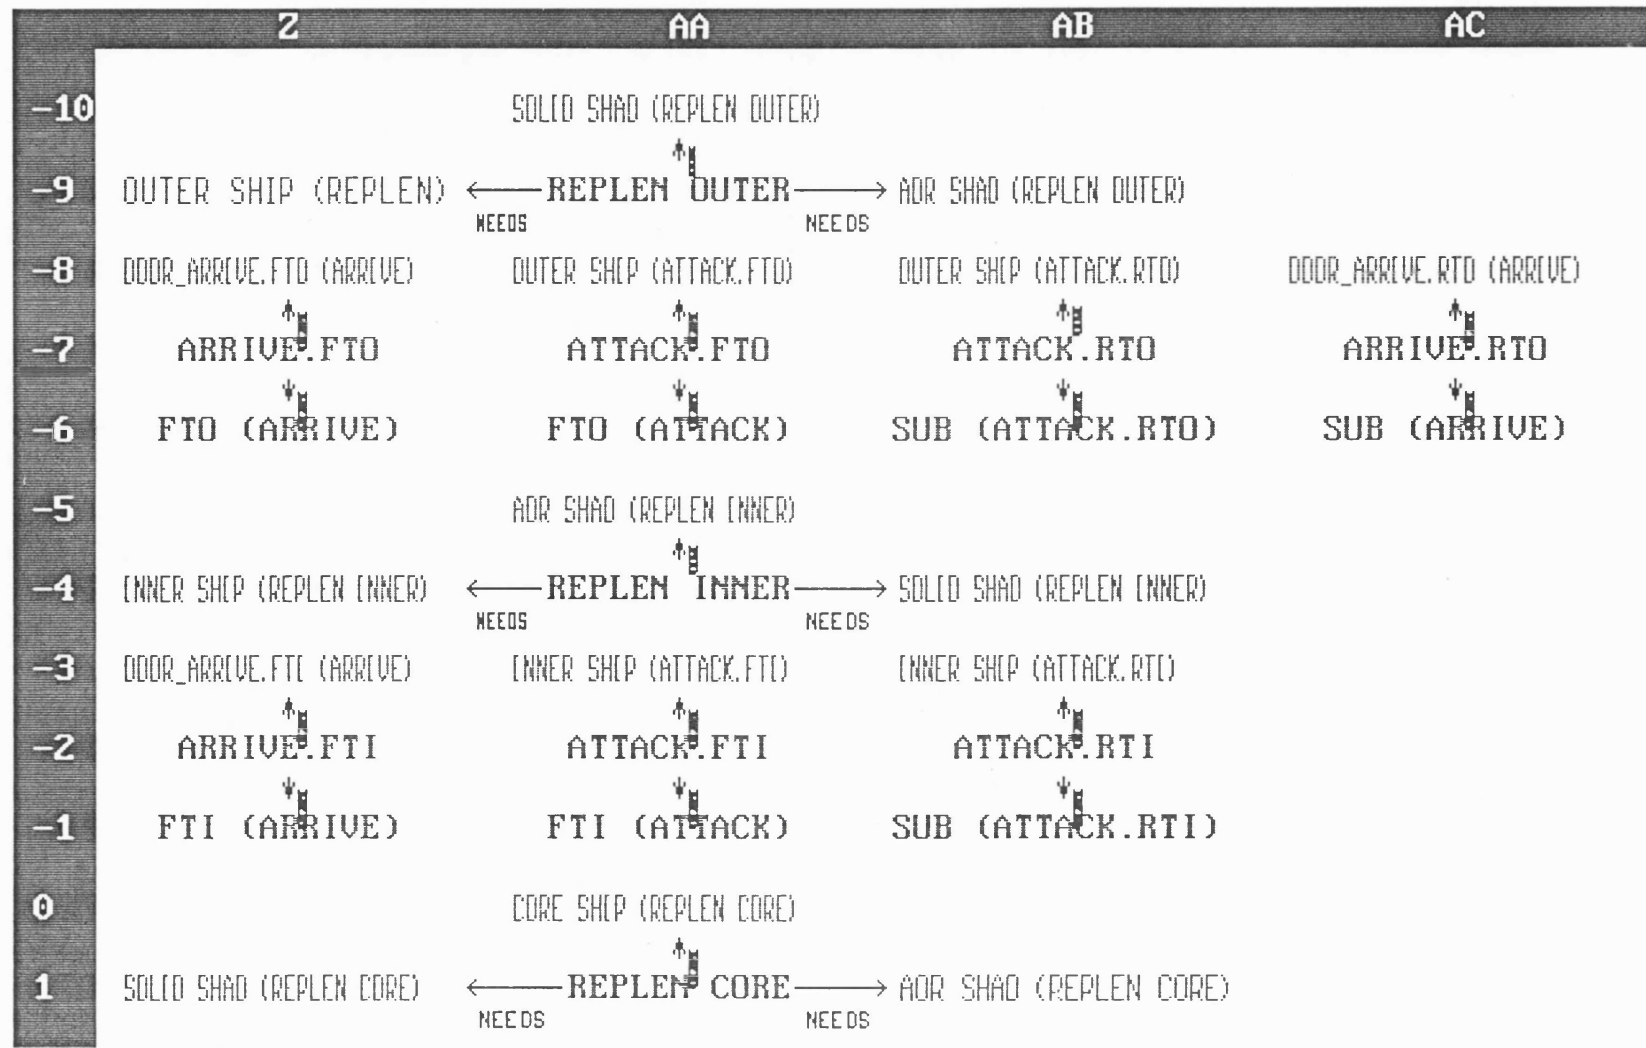 Z AA AB AC
-10 SOLID SHAD (REPLEN OUTER)
-9 OUTER SHIP (REPLEN) REPLEN OUTER AOR SHAD (REPLEN OUTER)
NEEDS NEEDS
-8 DOOR_ARRIVE.FTO (ARRIVE) OUTER SHIP (ATTACK.FTO) OUTER SHIP (ATTACK.RTO) DOOR_ARRIVE.RTO (ARRIVE)
-7 ARRIVE.FTO ATTACK.FTO ATTACK.RTO ARRIVE.RTO
-6 FTO (ARRIVE) FTO (ATTACK) SUB (ATTACK.RTO) SUB (ARRIVE)
-5 AOR SHAD (REPLEN INNER)
-4 INNER SHIP (REPLEN INNER) REPLEN INNER SOLID SHAD (REPLEN INNER)
NEEDS NEEDS
-3 DOOR_ARRIVE.FTI (ARRIVE) INNER SHIP (ATTACK.FTI) INNER SHIP (ATTACK.RTI)
-2 ARRIVE.FTI ATTACK.FTI ATTACK.RTI
-1 FTI (ARRIVE) FTI (ATTACK) SUB (ATTACK.RTI)
0 CORE SHIP (REPLEN CORE)
1 SOLID SHAD (REPLEN CORE) REPLEN CORE AOR SHAD (REPLEN CORE)
NEEDS NEEDS